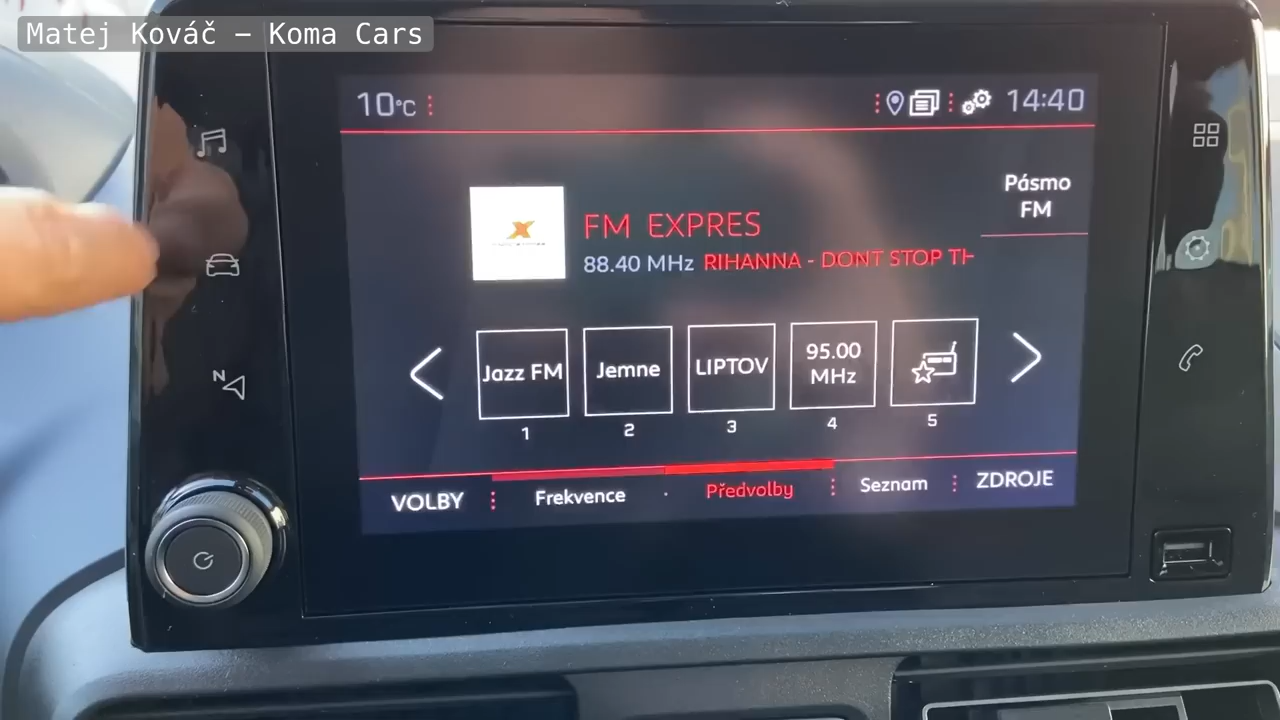 Matej Kováč – Koma Cars
10°C
14:40
Pásmo
FM
FM EXPRES
88.40 MHz RIHANNA - DONT STOP TH
Jazz FM
Jemne
LIPTOV
95.00
MHz
1
2
3
4
5
N
VOLBY
Frekvence
Předvolby
Seznam
ZDROJE